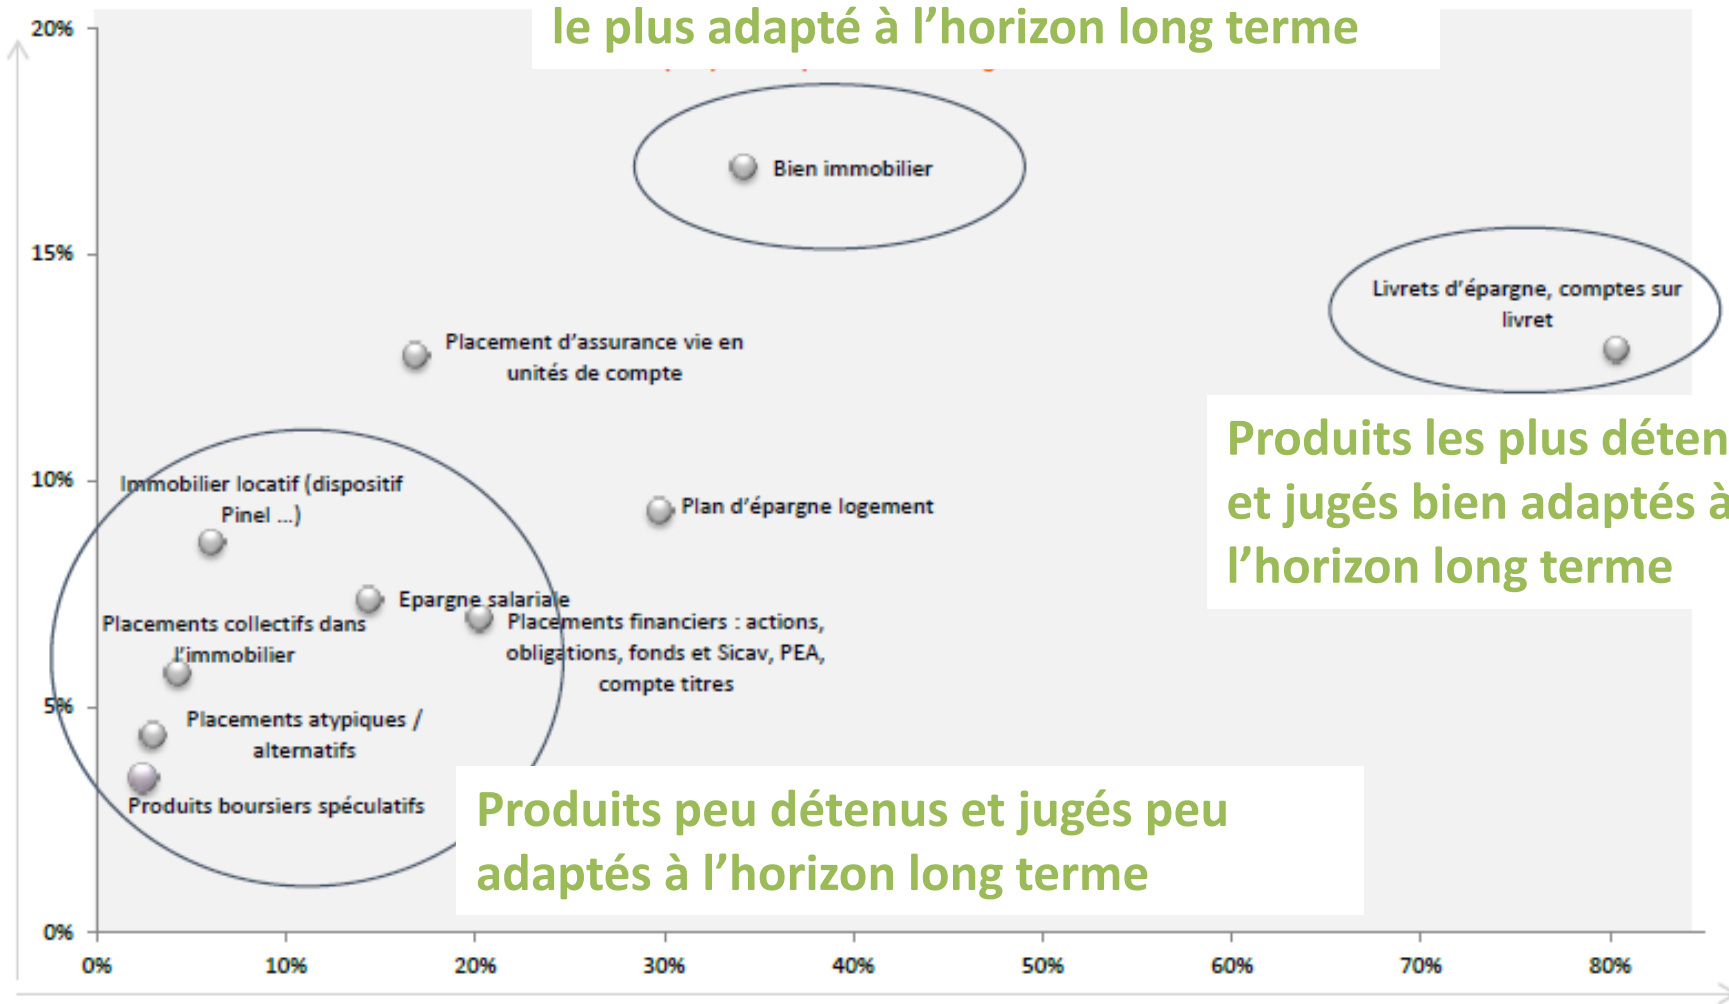 le plus adapté à l’horizon long terme
20%
Bien immobilier
15%
Livrets d’épargne, comptes sur
livret
Placement d’assurance vie en
unités de compte
Produits les plus déten
et jugés bien adaptés à
l’horizon long terme
10%
Immobilier locatif (dispositif
Pinel ...)
Plan d’épargne logement
Epargne salariale
Placements collectifs dans
l’immobilier
Placements financiers : actions,
obligations, fonds et Sicav, PEA,
compte titres
5%
Placements atypiques /
alternatifs
Produits boursiers spéculatifs
Produits peu détenus et jugés peu
adaptés à l’horizon long terme
0%
0% 10% 20% 30% 40% 50% 60% 70% 80%